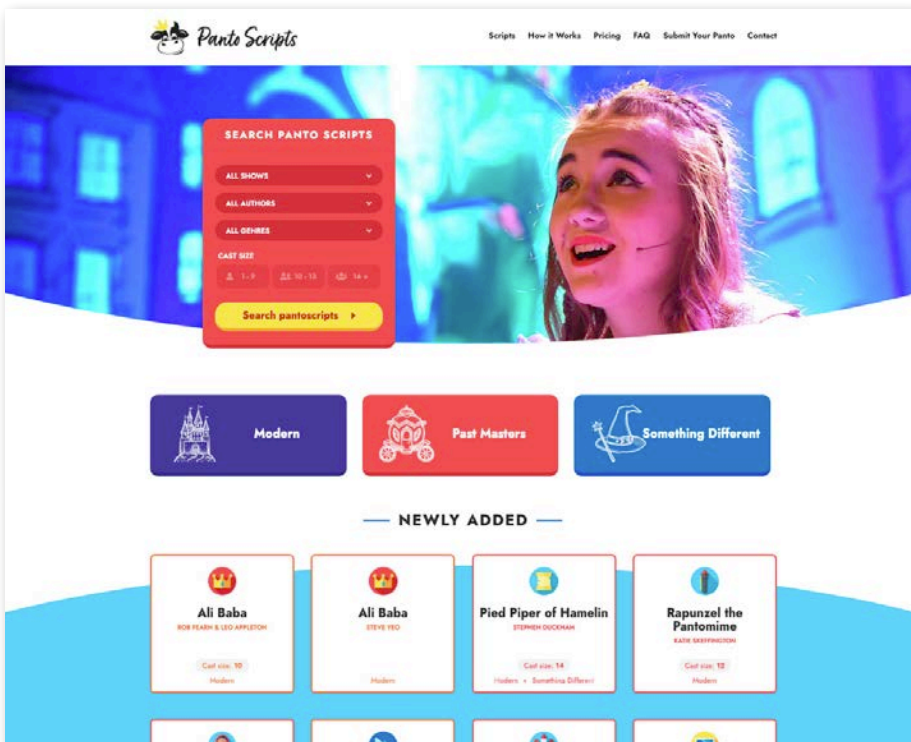 Panto Scripts
Scripts How it Works Pricing FAQ Submit Your Panto Contact
SEARCH PANTO SCRIPTS
ALL SHOWS
ALL AUTHORS
ALL GENRES
CAST SIZE
1 - 9 10 - 15 16 +
Search pantoscripts
Modern
Past Masters
Something Different
NEWLY ADDED
Ali Baba
ROB FEARN & LEO APPLETON
Cast size: 10
Modern
Ali Baba
STEVE YEO
Modern
Pied Piper of Hamelin
STEPHEN DUCKHAM
Cast size: 14
Modern • Something Different
Rapunzel the
Pantomime
KATIE SKEFFINGTON
Cast size: 12
Modern